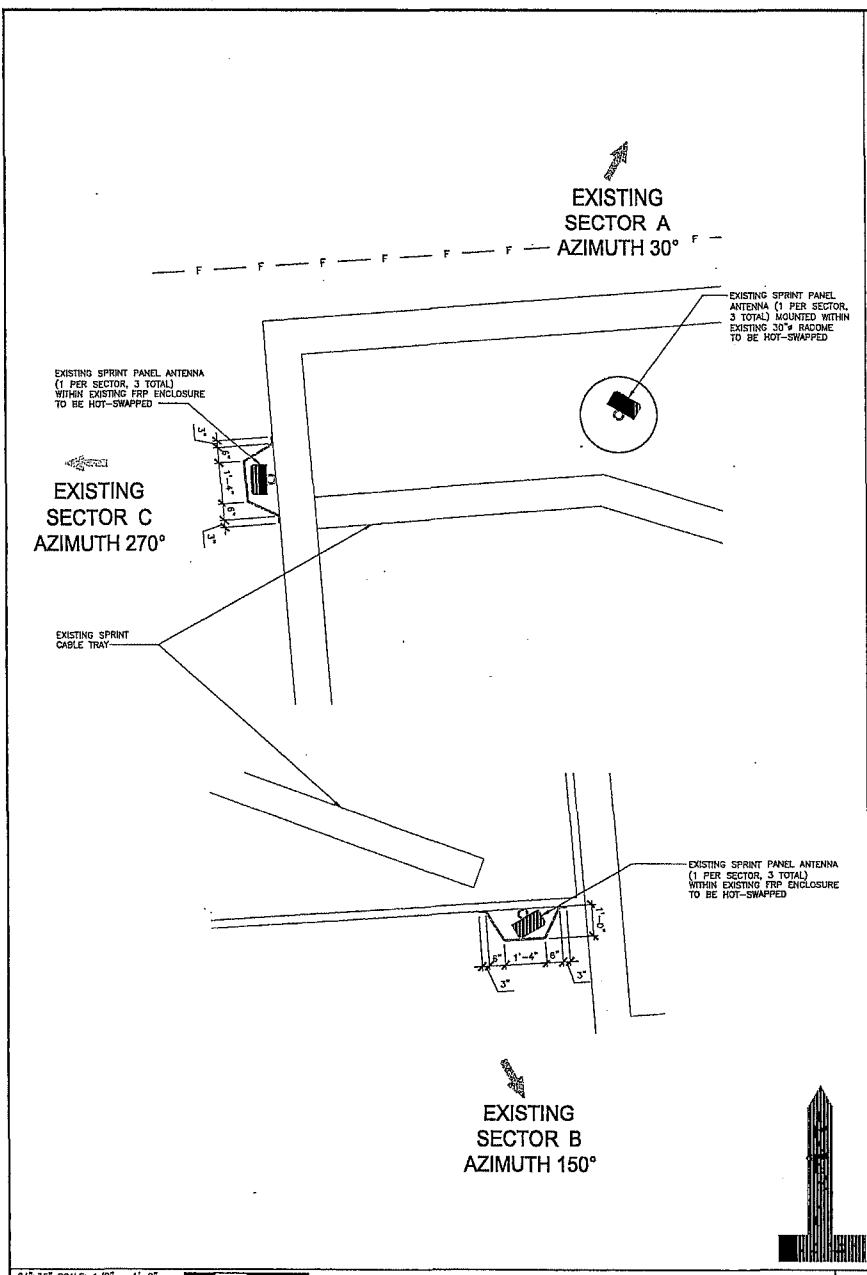 EXISTING
SECTOR A
AZIMUTH 30°
F F F F F F F
EXISTING SPRINT PANEL
ANTENNA (1 PER SECTOR,
3 TOTAL) MOUNTED WITHIN
EXISTING 30"ø RADOME
TO BE HOT-SWAPPED
EXISTING SPRINT PANEL ANTENNA
(1 PER SECTOR, 3 TOTAL)
WITHIN EXISTING FRP ENCLOSURE
TO BE HOT-SWAPPED
3"
6"
1'-4"
6"
3"
EXISTING
SECTOR C
AZIMUTH 270°
EXISTING SPRINT
CABLE TRAY
EXISTING SPRINT PANEL ANTENNA
(1 PER SECTOR, 3 TOTAL)
WITHIN EXISTING FRP ENCLOSURE
TO BE HOT-SWAPPED
1'-0"
6" 1'-4" 6"
3" 3"
EXISTING
SECTOR B
AZIMUTH 150°